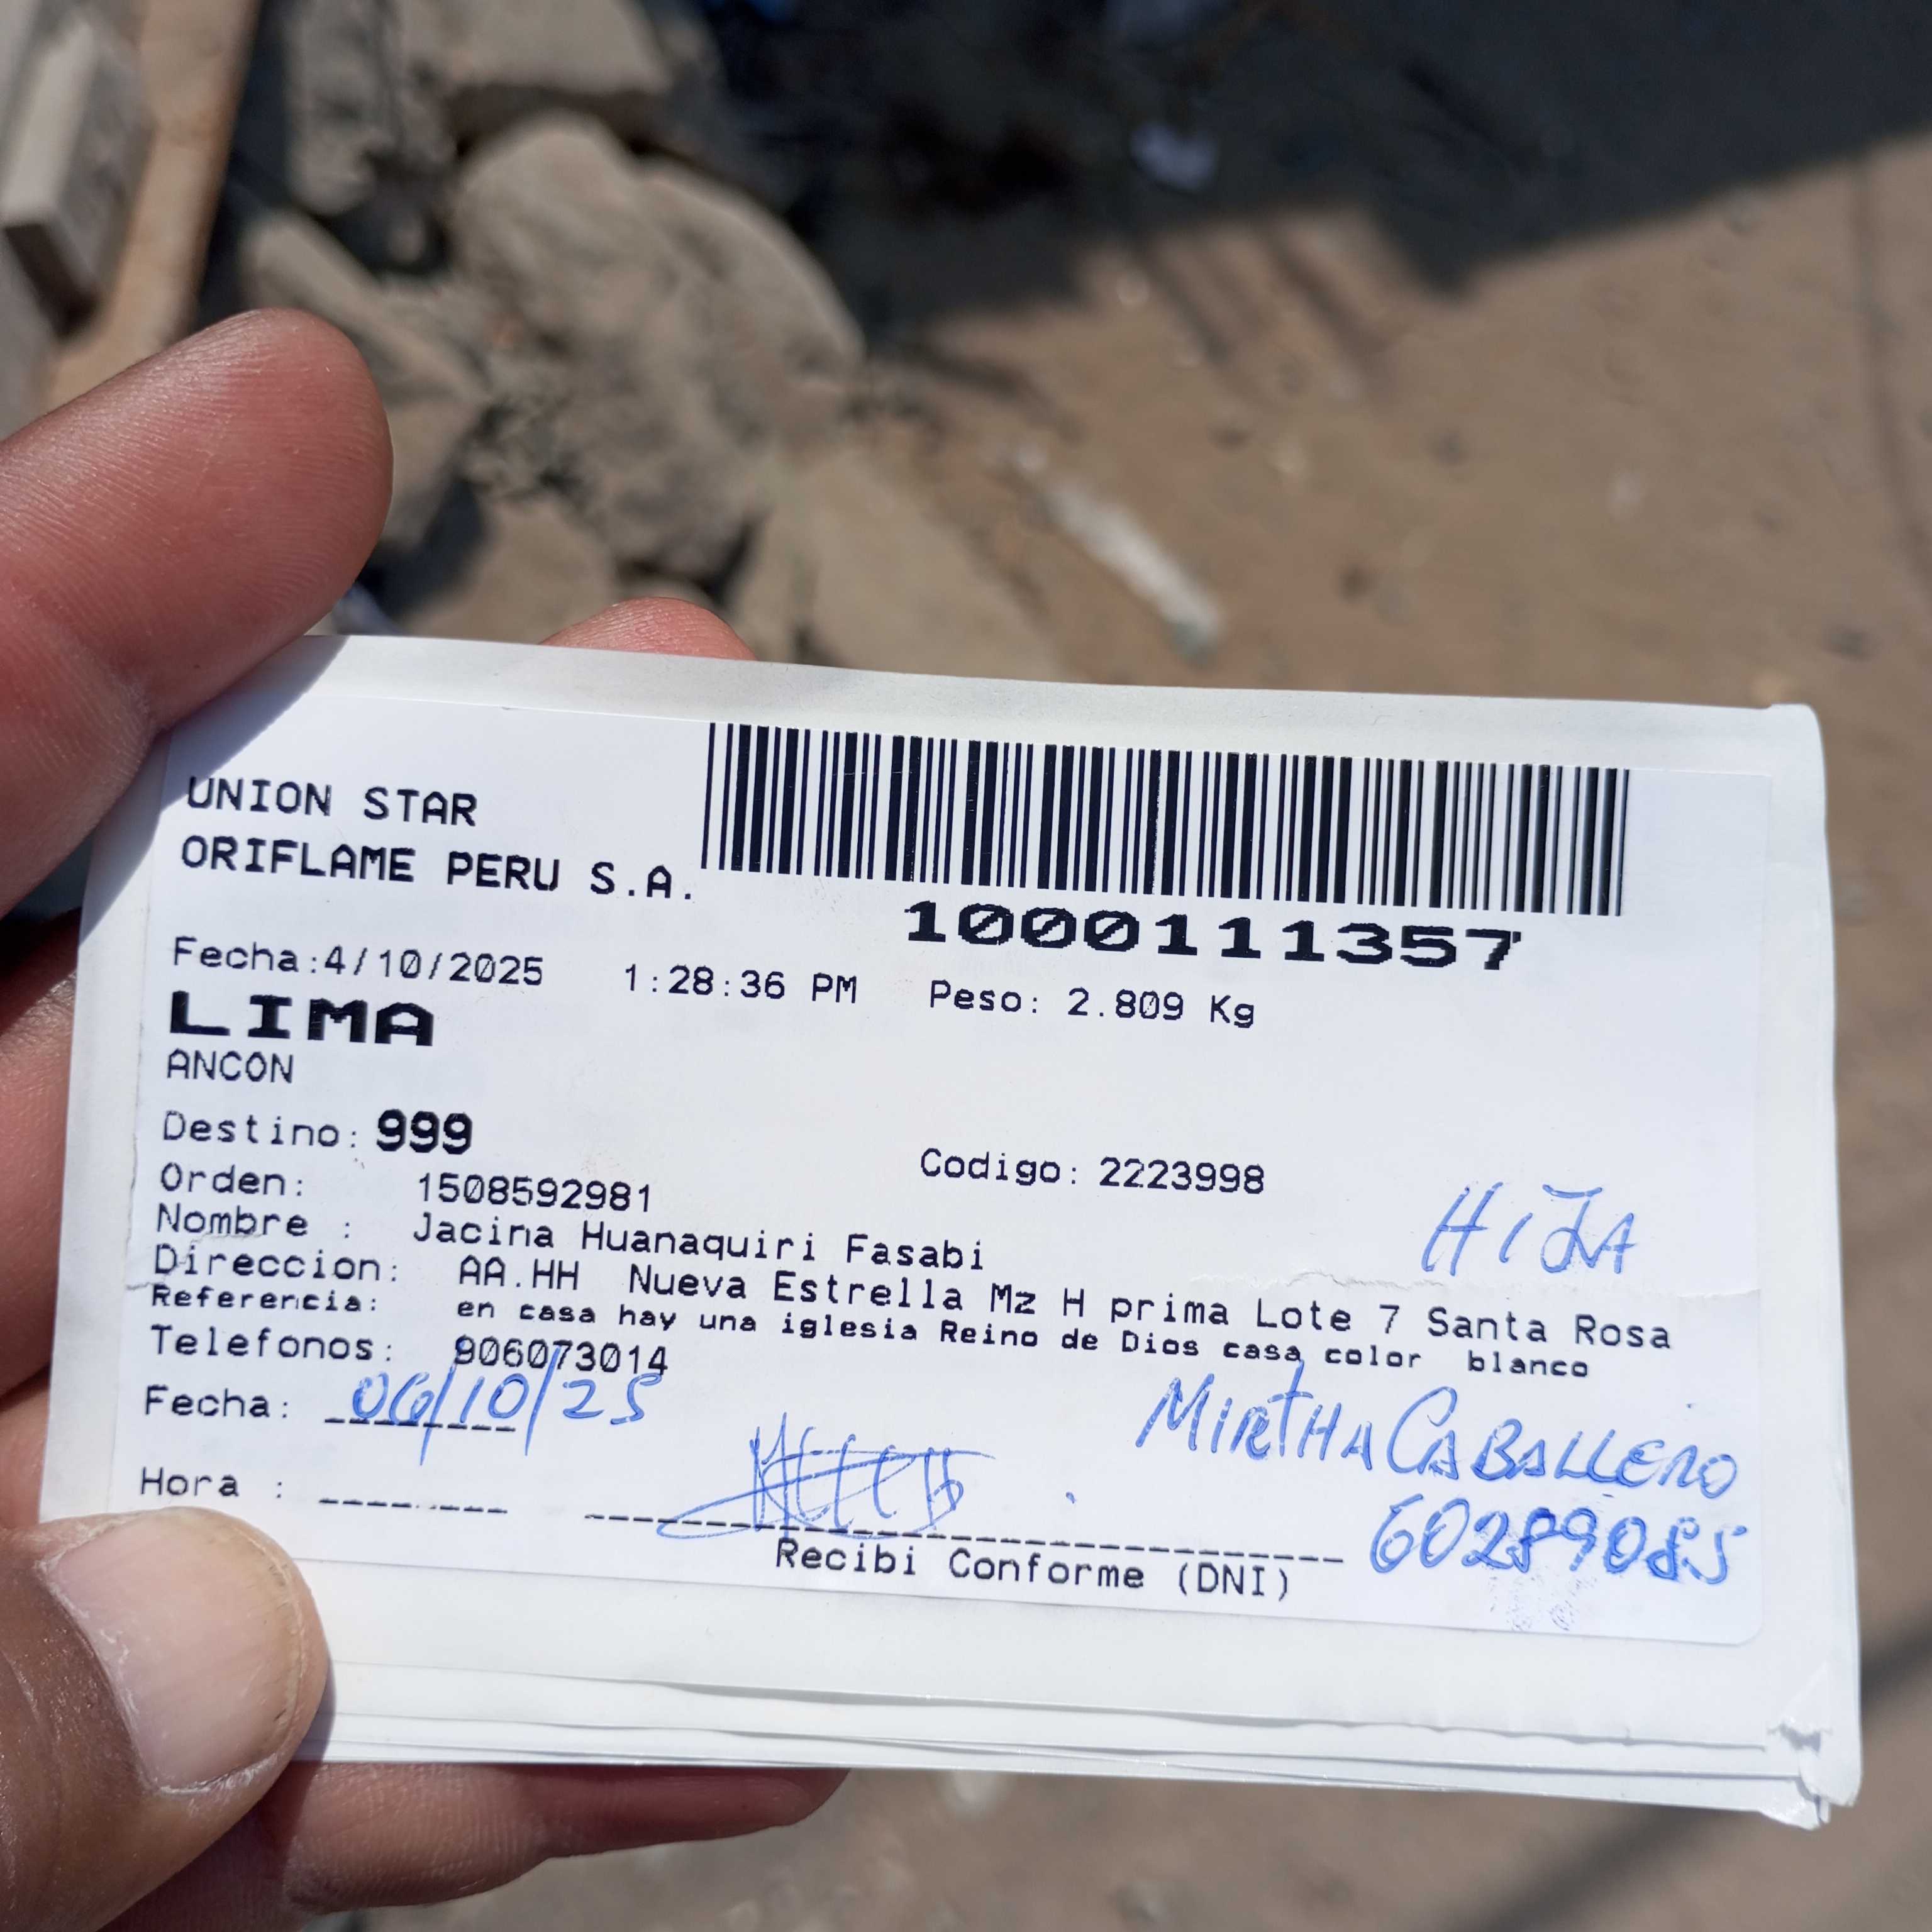 UNION STAR
ORIFLAME PERU S.A.
1000111357
Fecha:4/10/2025 1:28:36 PM Peso: 2.809 Kg
LIMA
ANCON
Destino: 999
Codigo: 2223998
Orden: 1508592981
Nombre : Jacina Huanaquiri Fasabi
HIJA
Direccion: AA.HH Nueva Estrella Mz H prima Lote 7 Santa Rosa
Referencia: en casa hay una iglesia Reino de Dios casa color blanco
Telefonos: 906073014
Fecha: 06/10/25
MIRTHA CABALLERO
Hora :
60289085
Recibi Conforme (DNI)